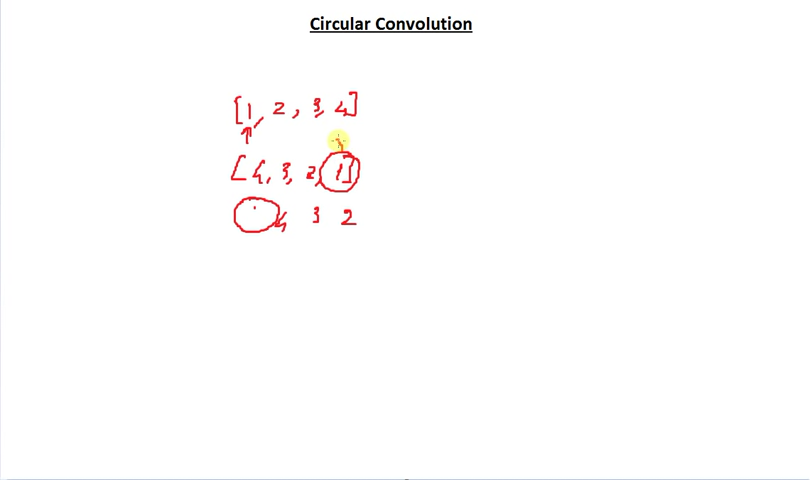 Circular Convolution
[1, 2, 3, 4]
[4, 3, 2, 1]
4 3 2